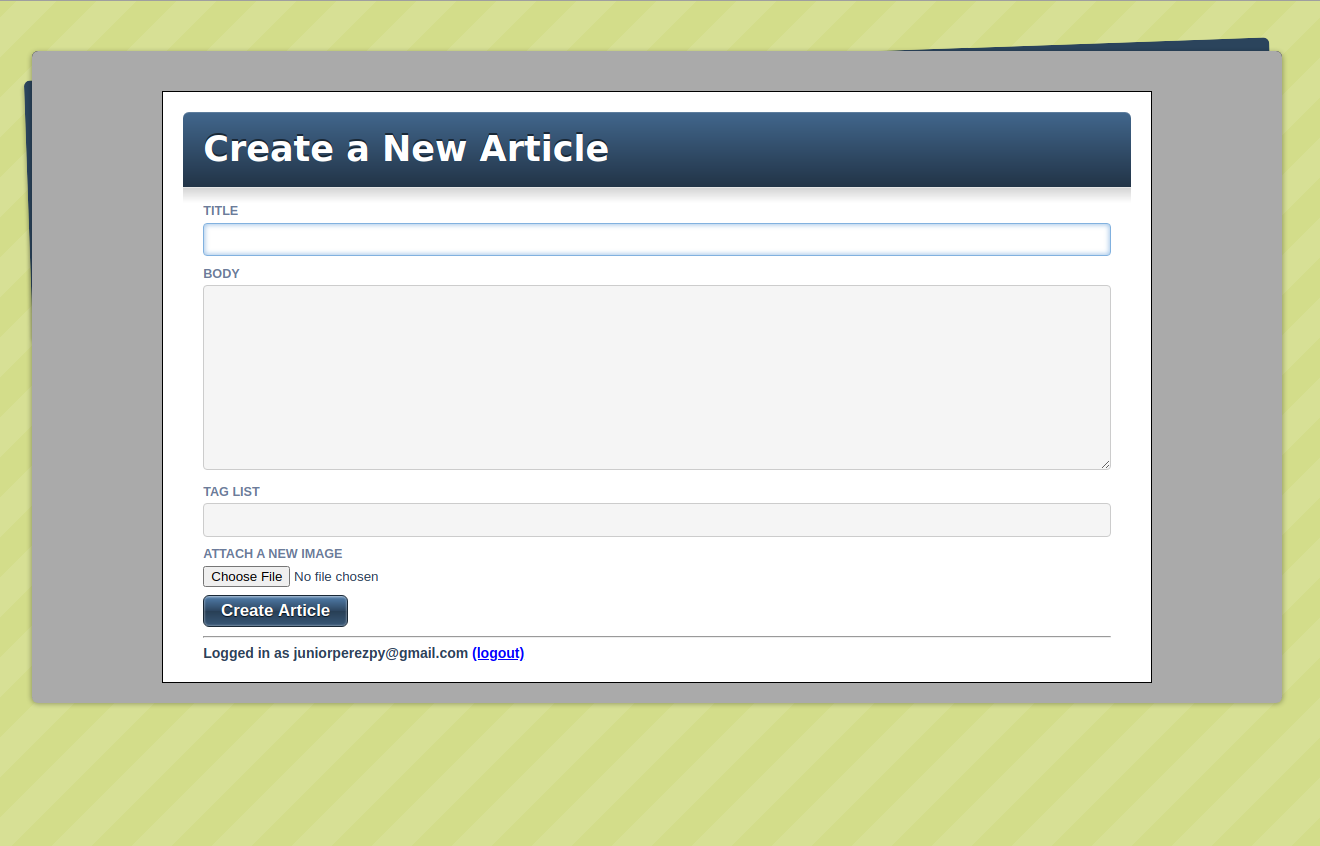 Create a New Article
TITLE
BODY
TAG LIST
ATTACH A NEW IMAGE
Choose File No file chosen
Create Article
Logged in as juniorperezpy@gmail.com (logout)